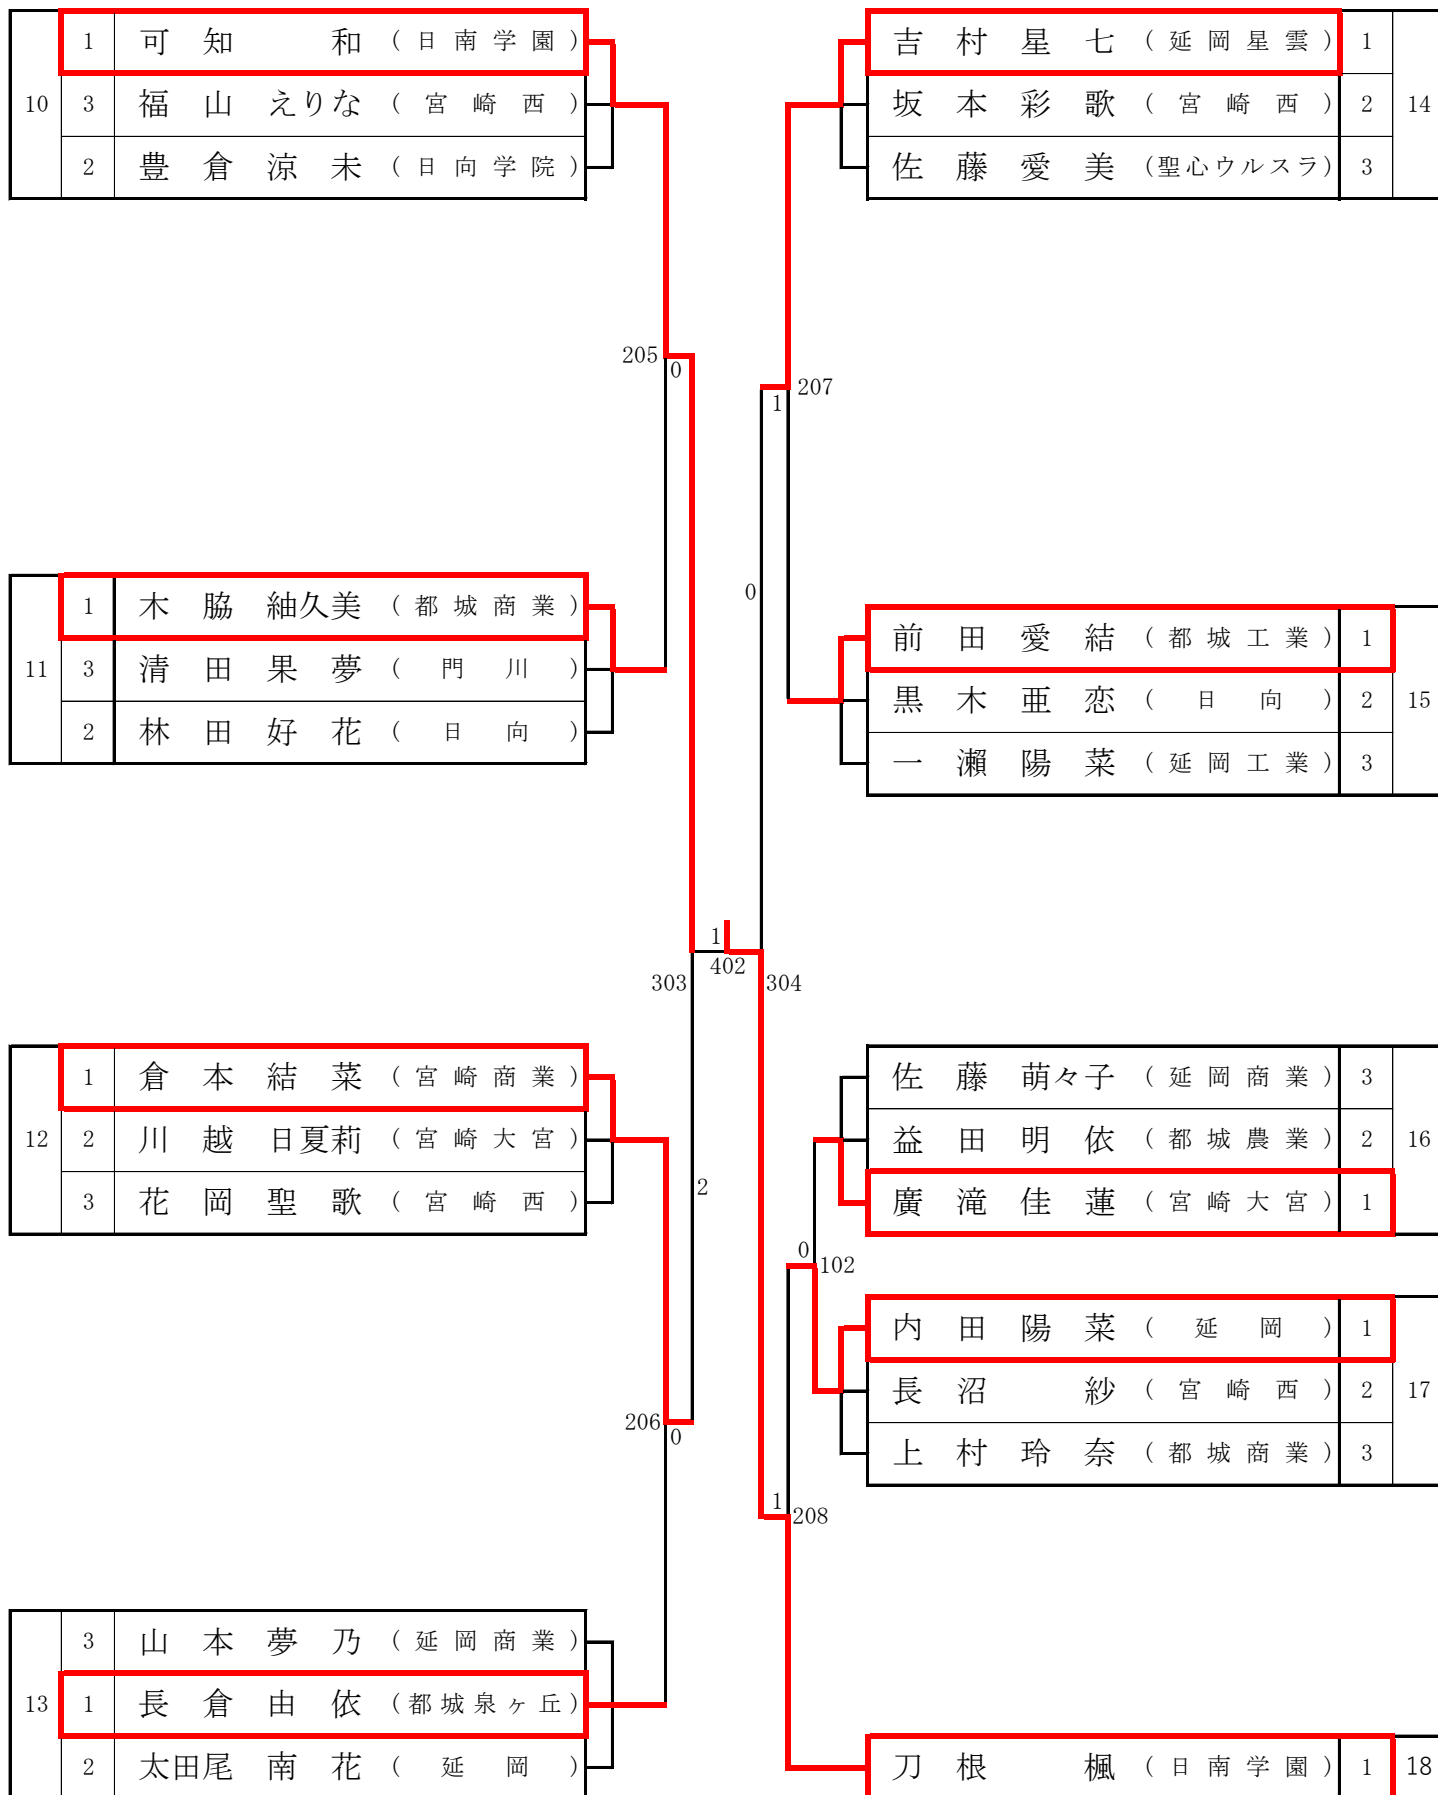 1 可知 和 (日南学園)
10 3 福山 えりな (宮崎西)
2 豊倉涼未 (日向学院)
吉村星七 (延岡星雲) 1
坂本彩歌 (宮崎西) 2 14
佐藤愛美 (聖心ウルスラ) 3
205
0
207
1
0
1 木脇 紬久美 (都城商業)
11 3 清田果夢 (門川)
2 林田好花 (日向)
前田愛結 (都城工業) 1
黒木亜恋 (日向) 2 15
一瀬陽菜 (延岡工業) 3
1
402
303
304
1 倉本結菜 (宮崎商業)
12 2 川越 日夏莉 (宮崎大宮)
3 花岡聖歌 (宮崎西)
2
佐藤 萌々子 (延岡商業) 3
益田明依 (都城農業) 2 16
廣滝佳蓮 (宮崎大宮) 1
0
102
内田陽菜 (延岡) 1
長沼 紗 (宮崎西) 2 17
上村玲奈 (都城商業) 3
206
0
1
208
3 山本夢乃 (延岡商業)
13 1 長倉由依 (都城泉ヶ丘)
2 太田尾 南花 (延岡)
刀根 楓 (日南学園) 1 18